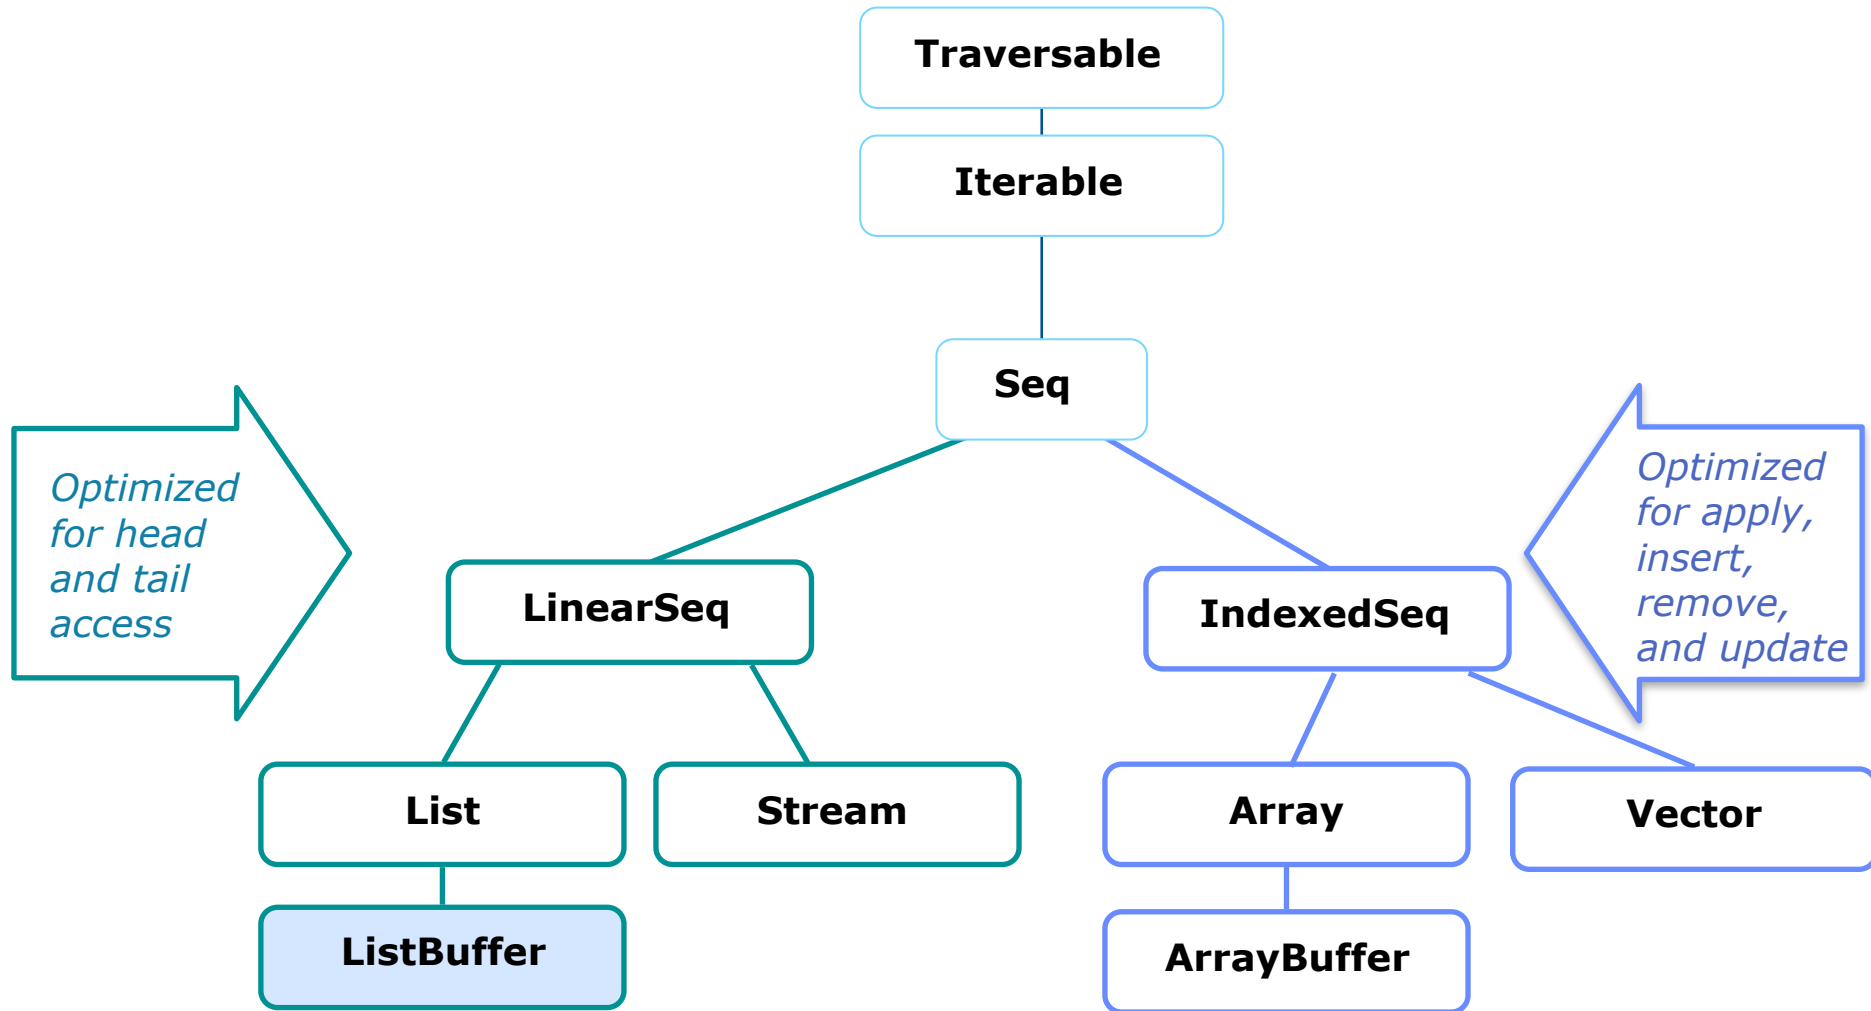 Traversable
Iterable
Seq
Optimized
for head
and tail
access
Optimized
for apply,
insert,
remove,
and update
LinearSeq
IndexedSeq
List
Stream
Array
Vector
ListBuffer
ArrayBuffer